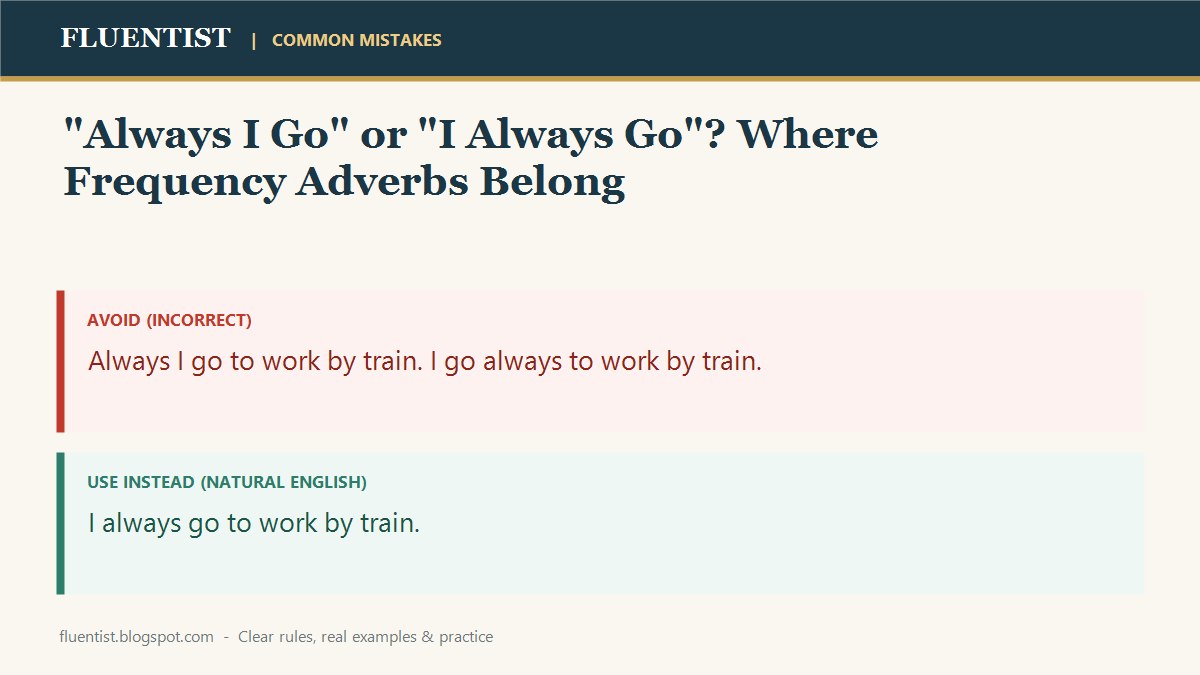 FLUENTIST | COMMON MISTAKES
"Always I Go" or "I Always Go"? Where
Frequency Adverbs Belong
AVOID (INCORRECT)
Always I go to work by train. I go always to work by train.
USE INSTEAD (NATURAL ENGLISH)
I always go to work by train.
fluentist.blogspot.com - Clear rules, real examples & practice